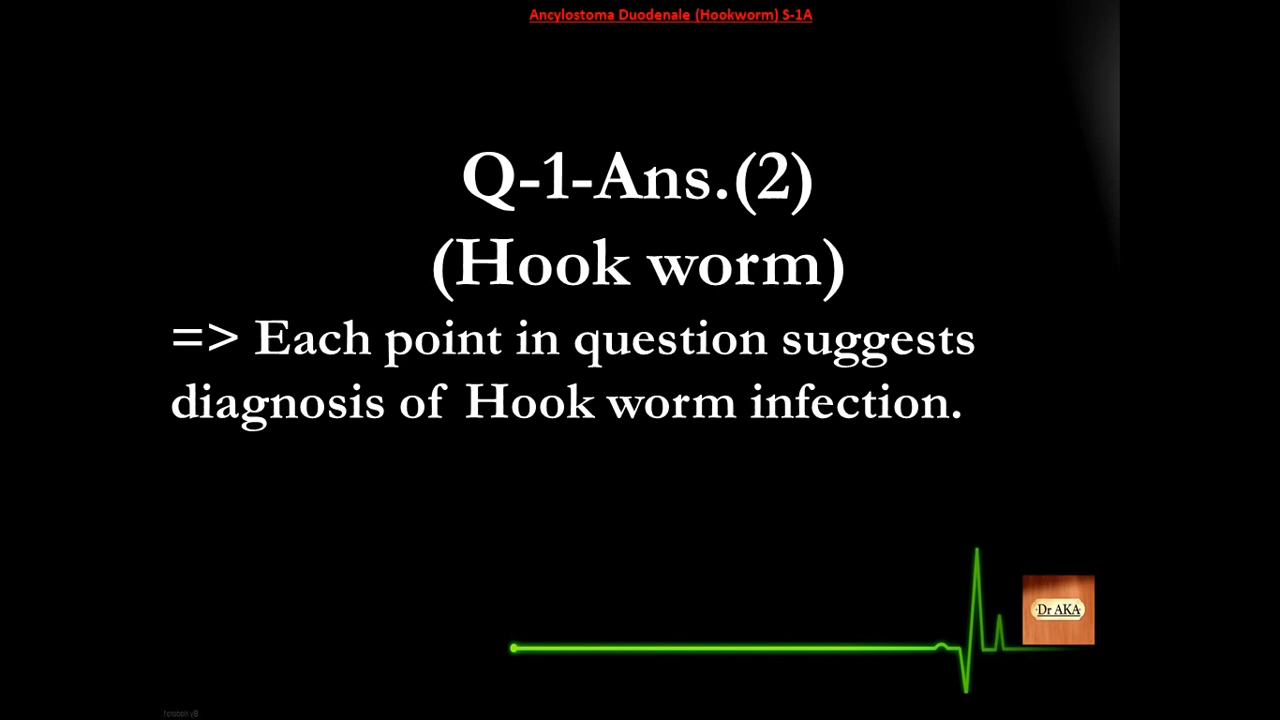 Ancylostoma Duodenale (Hookworm) S-1A
Q-1-Ans.(2)
(Hook worm)
=> Each point in question suggests
diagnosis of Hook worm infection.
Dr AKA